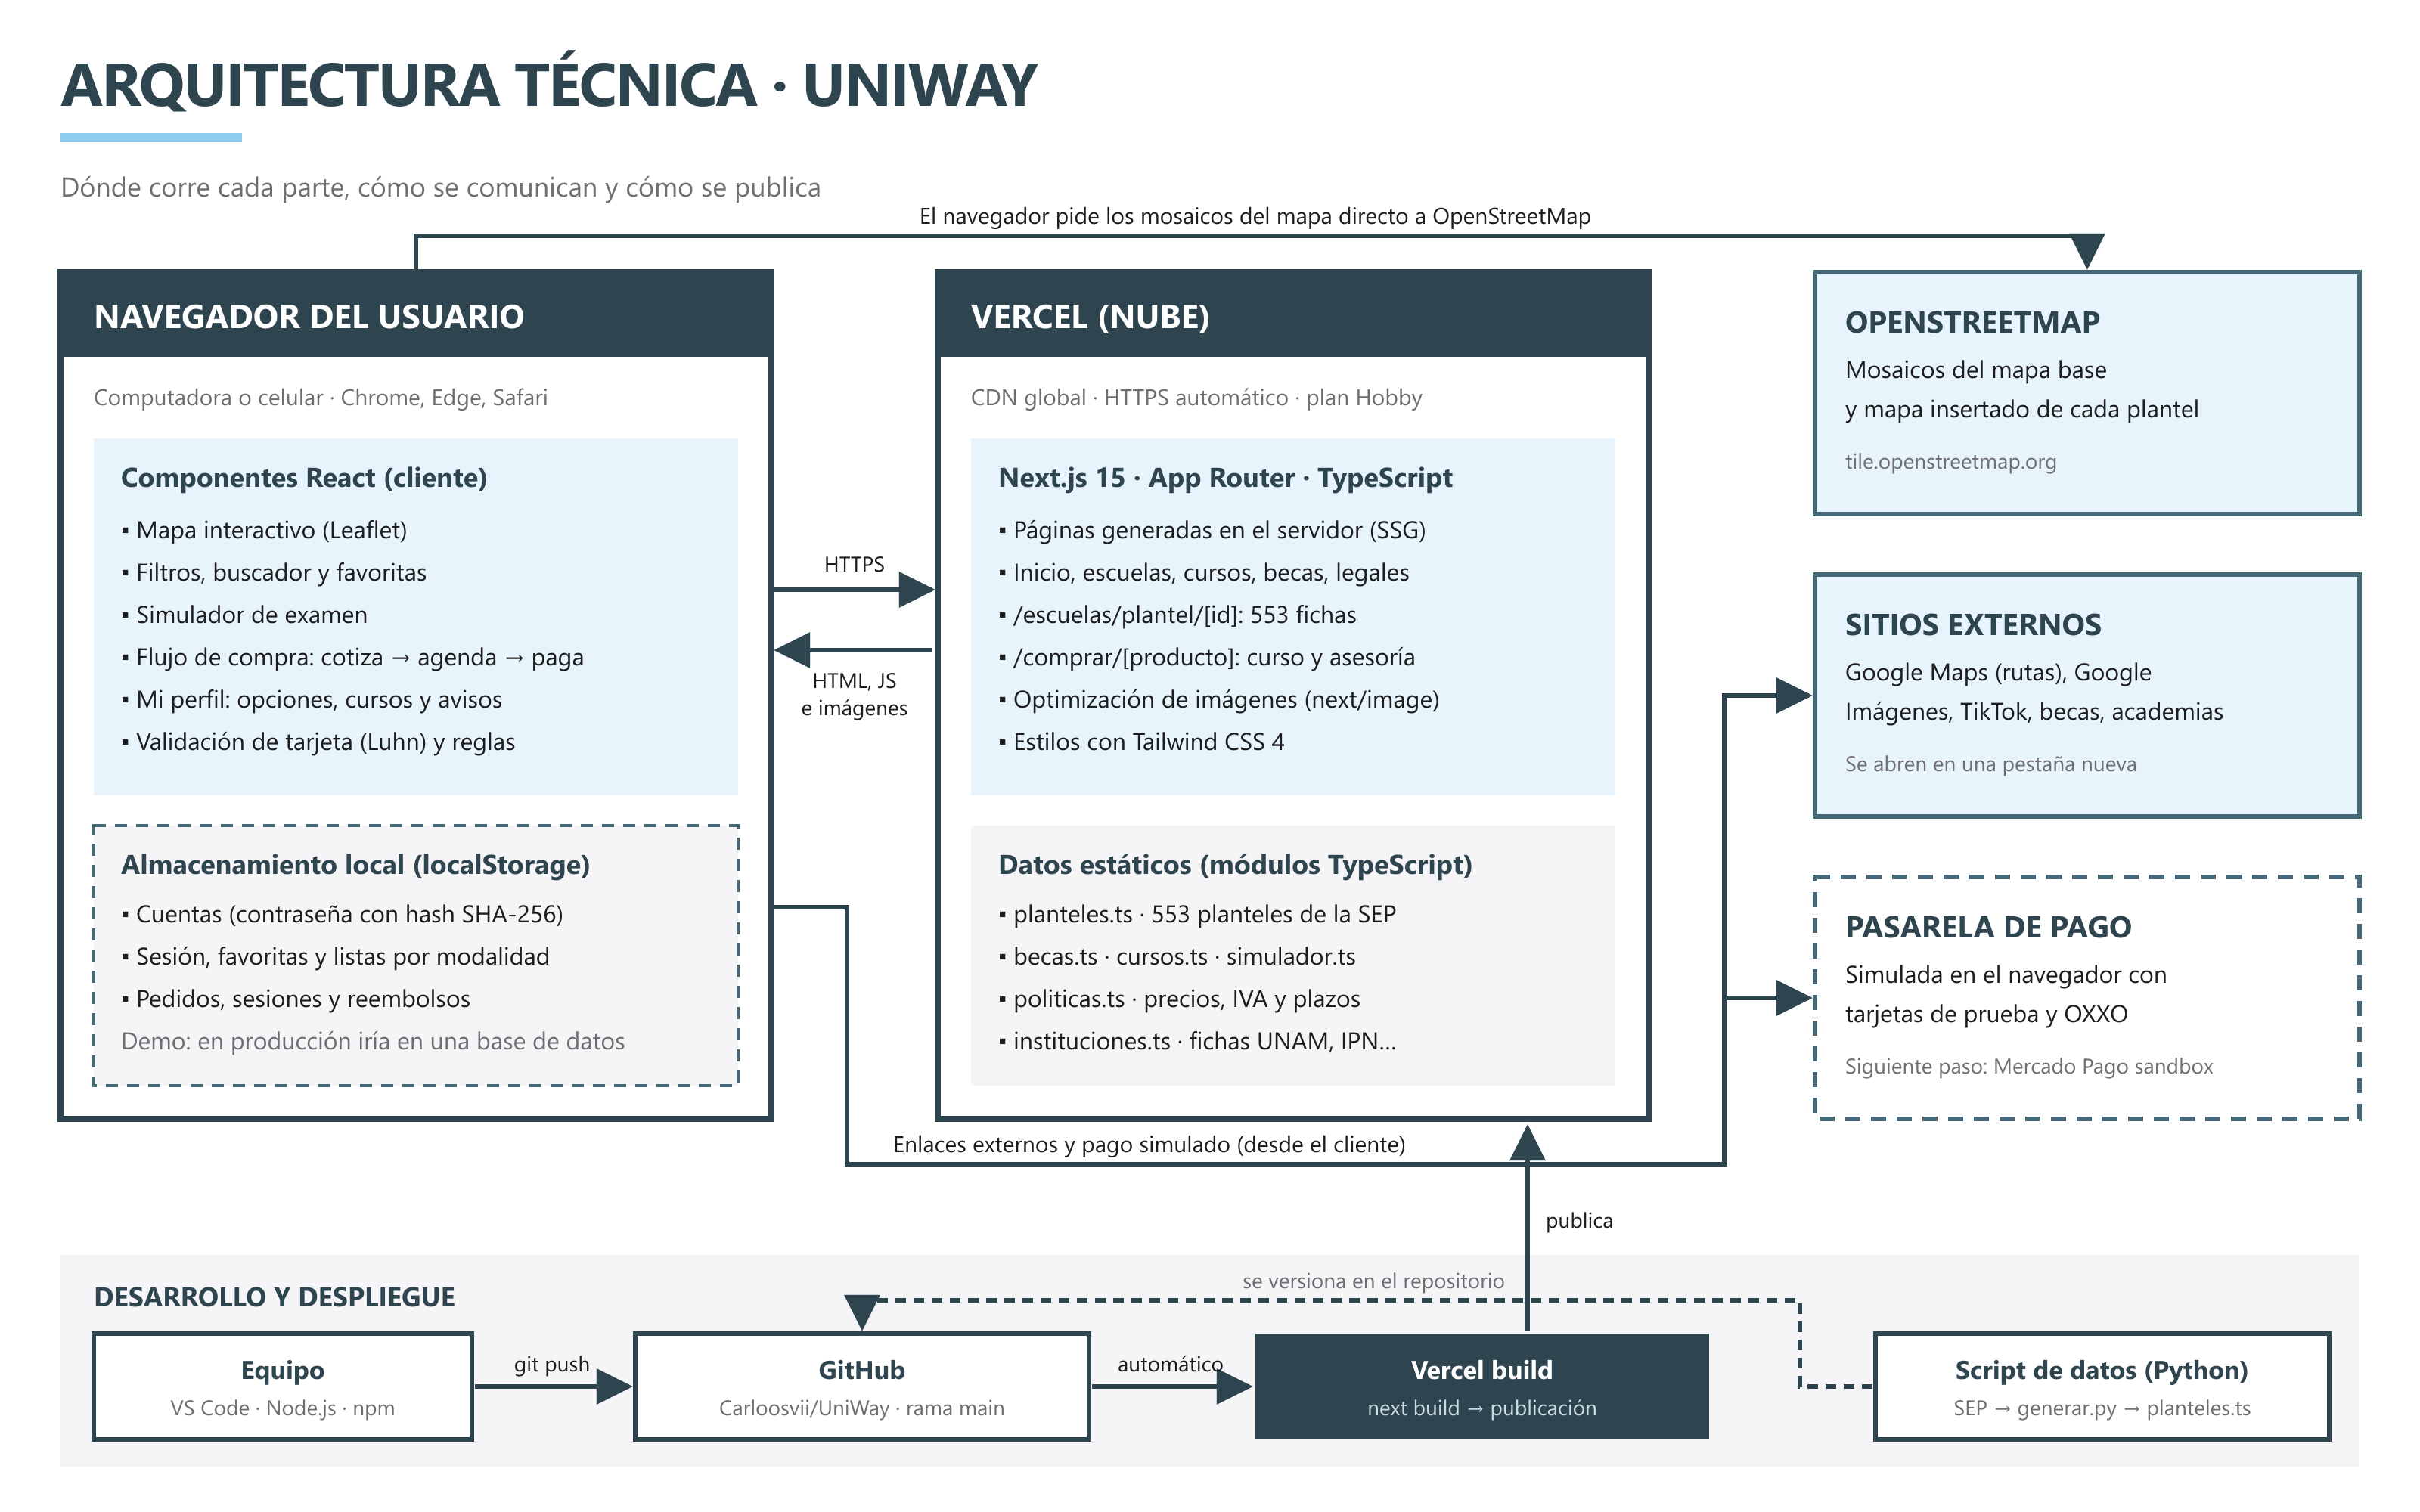 ARQUITECTURA TÉCNICA · UNIWAY
Dónde corre cada parte, cómo se comunican y cómo se publica
El navegador pide los mosaicos del mapa directo a OpenStreetMap
NAVEGADOR DEL USUARIO
Computadora o celular · Chrome, Edge, Safari
Componentes React (cliente)
▪ Mapa interactivo (Leaflet)
▪ Filtros, buscador y favoritas
▪ Simulador de examen
▪ Flujo de compra: cotiza → agenda → paga
▪ Mi perfil: opciones, cursos y avisos
▪ Validación de tarjeta (Luhn) y reglas
Almacenamiento local (localStorage)
▪ Cuentas (contraseña con hash SHA-256)
▪ Sesión, favoritas y listas por modalidad
▪ Pedidos, sesiones y reembolsos
Demo: en producción iría en una base de datos
HTTPS
HTML, JS
e imágenes
VERCEL (NUBE)
CDN global · HTTPS automático · plan Hobby
Next.js 15 · App Router · TypeScript
▪ Páginas generadas en el servidor (SSG)
▪ Inicio, escuelas, cursos, becas, legales
▪ /escuelas/plantel/[id]: 553 fichas
▪ /comprar/[producto]: curso y asesoría
▪ Optimización de imágenes (next/image)
▪ Estilos con Tailwind CSS 4
Datos estáticos (módulos TypeScript)
▪ planteles.ts · 553 planteles de la SEP
▪ becas.ts · cursos.ts · simulador.ts
▪ politicas.ts · precios, IVA y plazos
▪ instituciones.ts · fichas UNAM, IPN...
OPENSTREETMAP
Mosaicos del mapa base
y mapa insertado de cada plantel
tile.openstreetmap.org
SITIOS EXTERNOS
Google Maps (rutas), Google
Imágenes, TikTok, becas, academias
Se abren en una pestaña nueva
PASARELA DE PAGO
Simulada en el navegador con
tarjetas de prueba y OXXO
Siguiente paso: Mercado Pago sandbox
Enlaces externos y pago simulado (desde el cliente)
publica
DESARROLLO Y DESPLIEGUE
se versiona en el repositorio
Equipo
VS Code · Node.js · npm
git push
GitHub
Carloosvii/UniWay · rama main
automático
Vercel build
next build → publicación
Script de datos (Python)
SEP → generar.py → planteles.ts